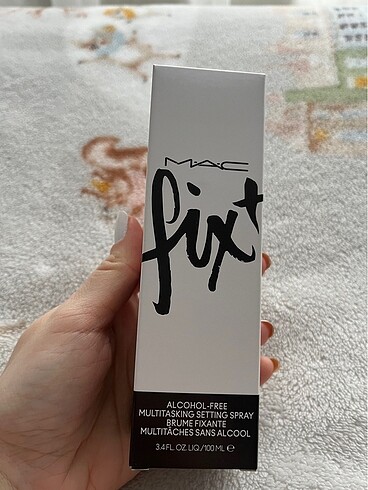 M·A·C
fix+
ALCOHOL-FREE
MULTITASKING SETTING SPRAY
BRUME FIXANTE
MULTITÂCHES SANS ALCOOL
3.4 FL. OZ. LIQ./100 ML ℮